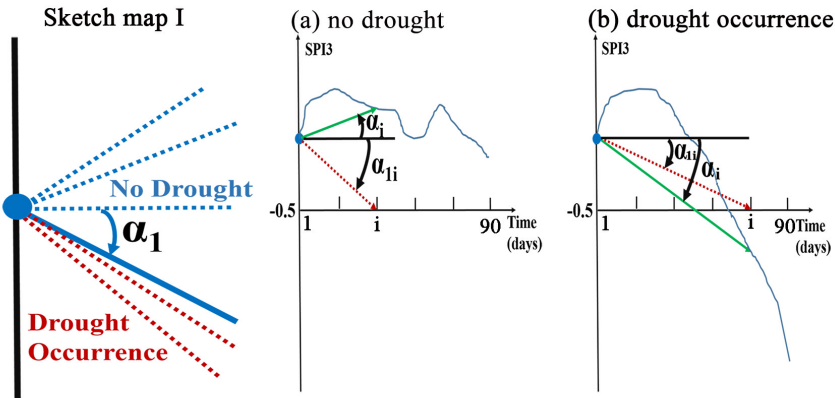 Sketch map I
No Drought
α1
Drought
Occurrence
(a) no drought
SPI3
αi
α1i
-0.5
1
i
90
Time
(days)
(b) drought occurrence
SPI3
α1i
αi
-0.5
1
i
90
Time
(days)